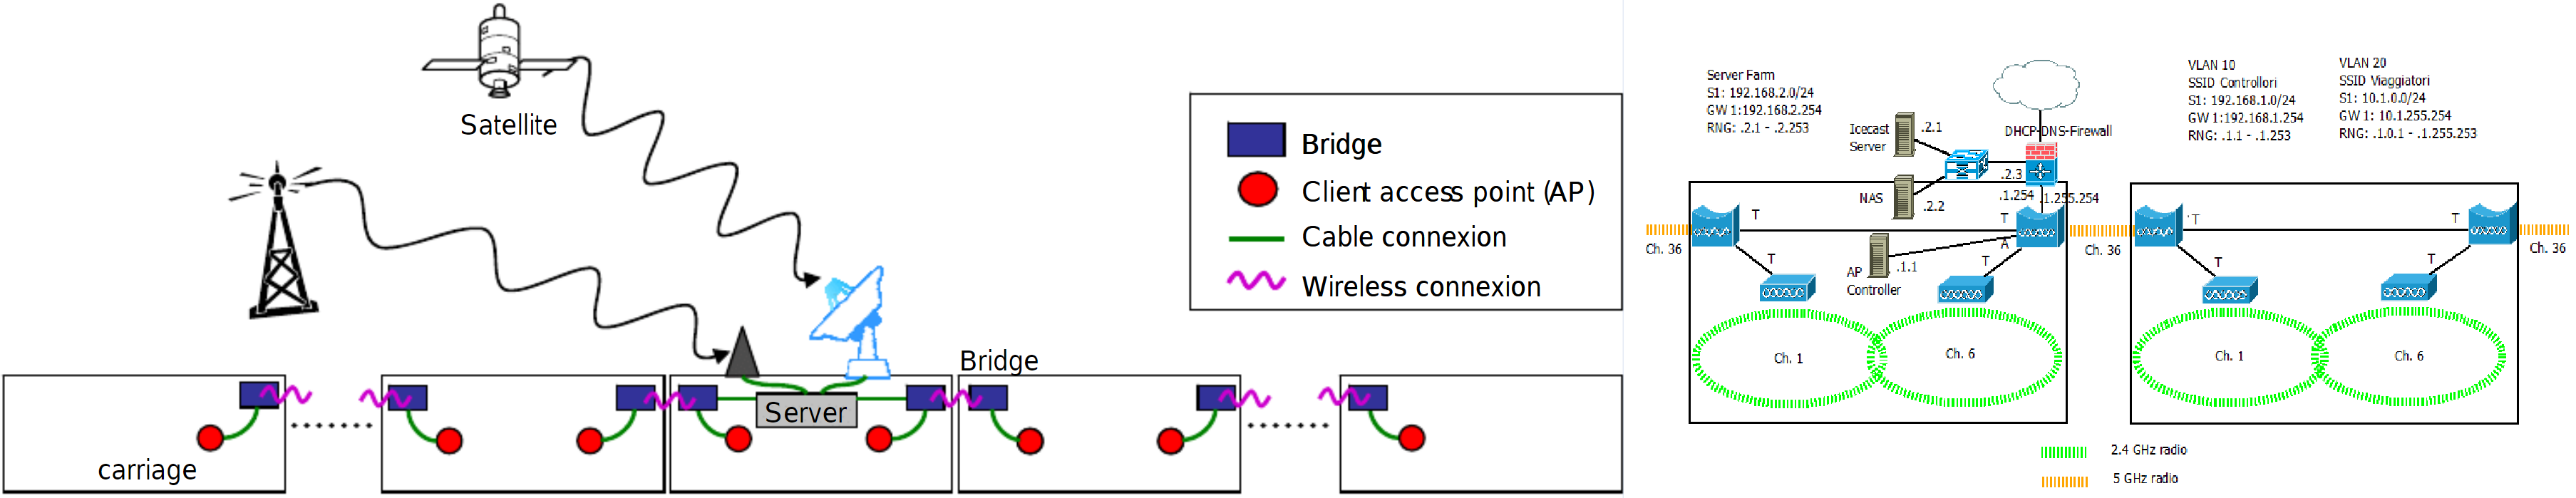 Satellite
Bridge
Client access point (AP)
Cable connexion
Wireless connexion
Bridge
Server
carriage
Server Farm
S1: 192.168.2.0/24
GW 1:192.168.2.254
RNG: .2.1 - .2.253
VLAN 10
SSID Controllori
S1: 192.168.1.0/24
GW 1:192.168.1.254
RNG: .1.1 - .1.253
VLAN 20
SSID Viaggiatori
S1: 10.1.0.0/24
GW 1: 10.1.255.254
RNG: .1.0.1 - .1.255.253
Icecast
Server
.2.1
DHCP-DNS-Firewall
.2.3
NAS
.2.2
.1.254
.1.255.254
T
T
T
T
Ch. 36
A
Ch. 36
Ch. 36
AP
Controller
.1.1
T
T
T
T
Ch. 1
Ch. 6
Ch. 1
Ch. 6
2.4 GHz radio
5 GHz radio